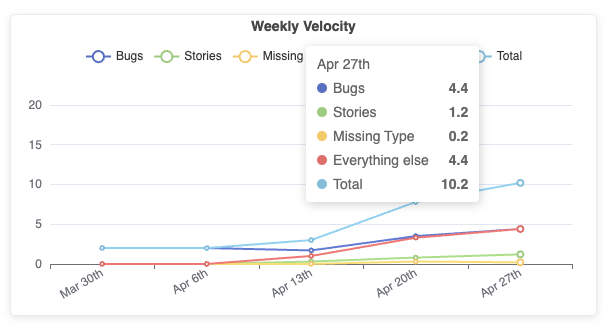 Weekly Velocity
Bugs Stories Missing Total
Apr 27th
Bugs 4.4
Stories 1.2
Missing Type 0.2
Everything else 4.4
Total 10.2
20
15
10
5
0
Mar 30th Apr 6th Apr 13th Apr 20th Apr 27th